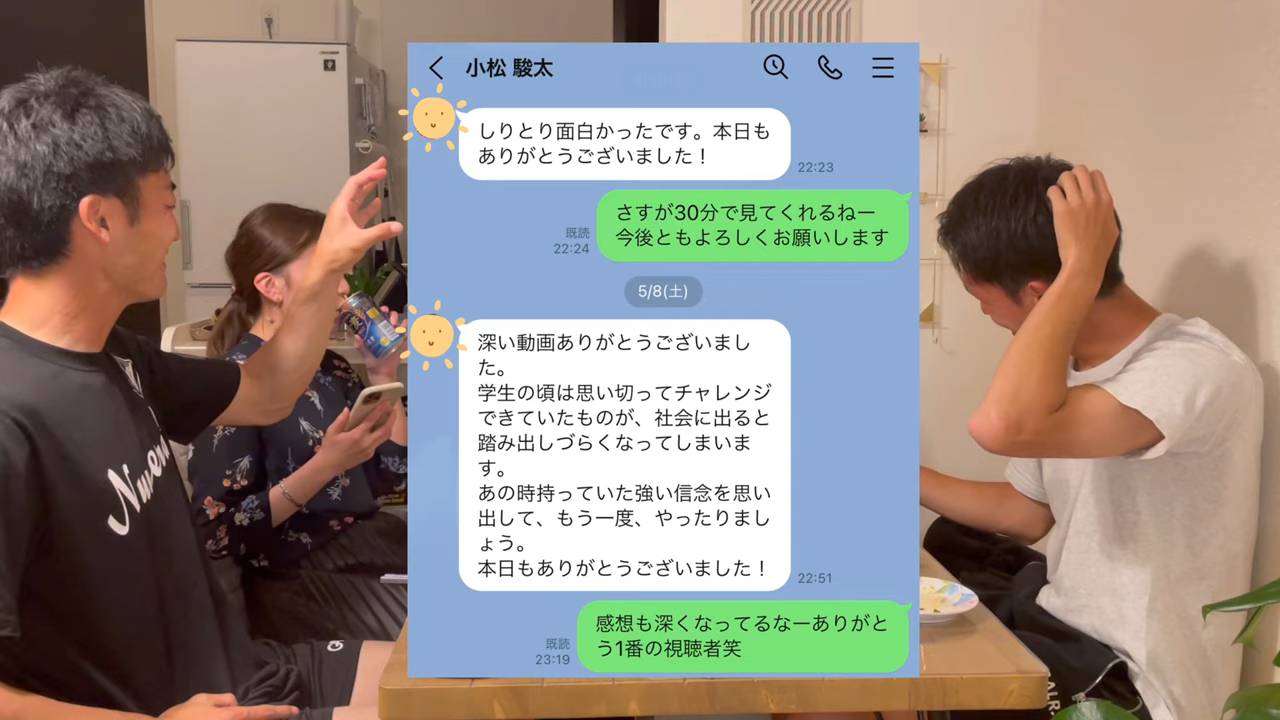 小松 駿太
しりとり面白かったです。本日も
ありがとうございました！
22:23
さすが30分で見てくれるねー
今後ともよろしくお願いします
既読
22:24
5/8(土)
深い動画ありがとうございまし
た。
学生の頃は思い切ってチャレンジ
できていたものが、社会に出ると
踏み出しづらくなってしまいま
す。
あの時持っていた強い信念を思い
出して、もう一度、やったりまし
ょう。
本日もありがとうございました！
22:51
感想も深くなってるなーありがと
う1番の視聴者笑
既読
23:19